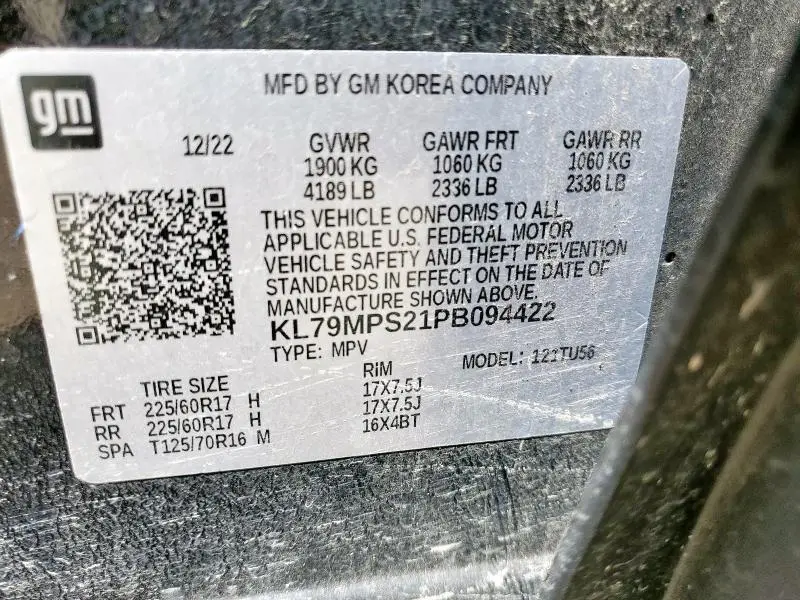 gm
MFD BY GM KOREA COMPANY
12/22 GVWR GAWR FRT GAWR RR
1900 KG 1060 KG 1060 KG
4189 LB 2336 LB 2336 LB
THIS VEHICLE CONFORMS TO ALL
APPLICABLE U.S. FEDERAL MOTOR
VEHICLE SAFETY AND THEFT PREVENTION
STANDARDS IN EFFECT ON THE DATE OF
MANUFACTURE SHOWN ABOVE.
KL79MPS21PB094422
TYPE: MPV MODEL: 121TU56
TIRE SIZE RIM
FRT 225/60R17 H 17X7.5J
RR 225/60R17 H 17X7.5J
SPA T125/70R16 M 16X4BT